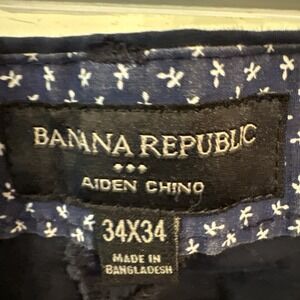 BANANA REPUBLIC
AIDEN CHINO
34X34
MADE IN
BANGLADESH